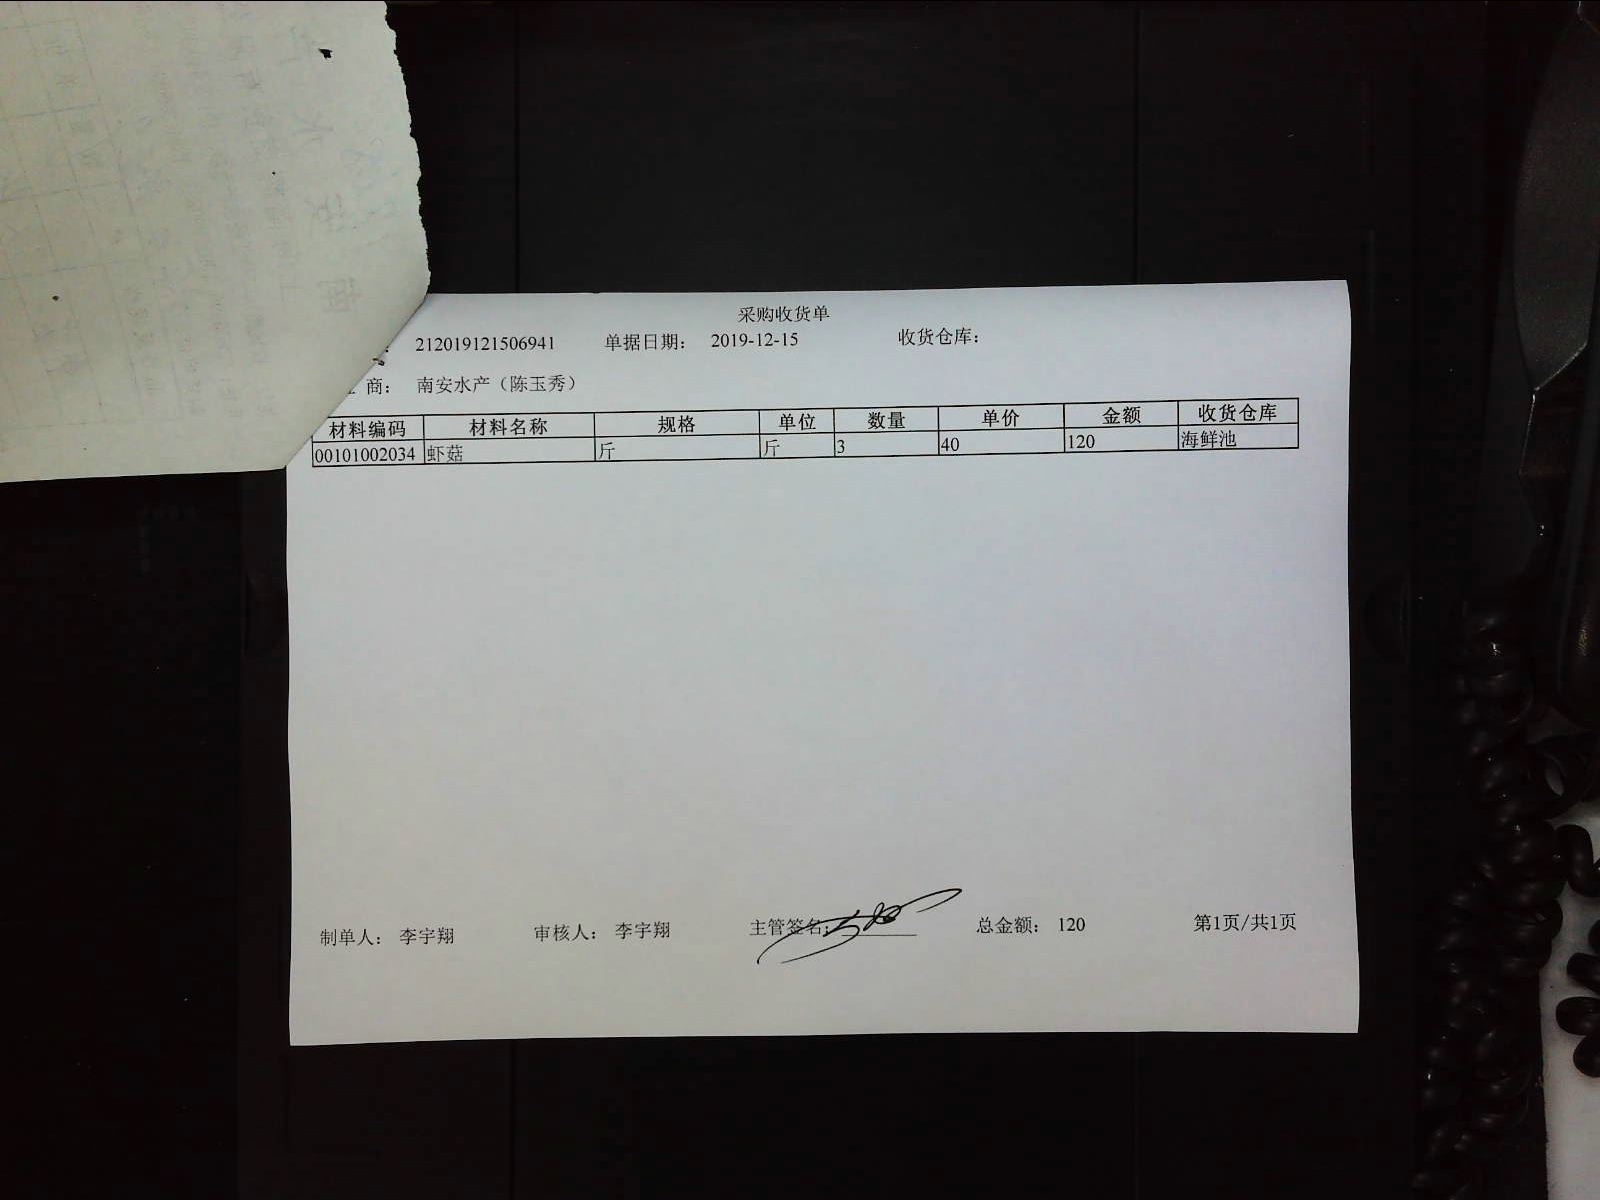 采购收货单
212019121506941 单据日期: 2019-12-15 收货仓库:
商: 南安水产（陈玉秀）
材料编码 材料名称 规格 单位 数量 单价 金额 收货仓库
00101002034 虾菇 斤 斤 3 40 120 海鲜池
制单人: 李宇翔 审核人: 李宇翔 主管签名: 总金额: 120 第1页/共1页